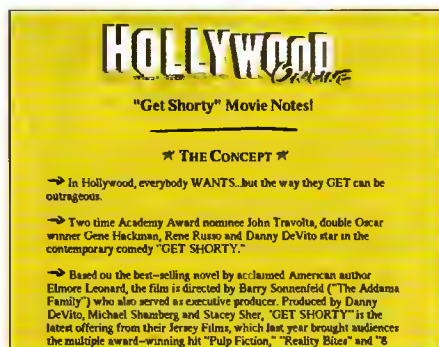 HOLLYWOOD
Online
"Get Shorty" Movie Notes!
★ THE CONCEPT ★
→ In Hollywood, everybody WANTS...but the way they GET can be
outrageous.
→ Two time Academy Award nominee John Travolta, double Oscar
winner Gene Hackman, Rene Russo and Danny DeVito star in the
contemporary comedy "GET SHORTY."
→ Based on the best-selling novel by acclaimed American author
Elmore Leonard, the film is directed by Barry Sonnenfeld ("The Addams
Family") who also served as executive producer. Produced by Danny
DeVito, Michael Shamberg and Stacey Sher, "GET SHORTY" is the
latest offering from their Jersey Films, which last year brought audiences
the multiple award-winning hit "Pulp Fiction," "Reality Bites" and "8